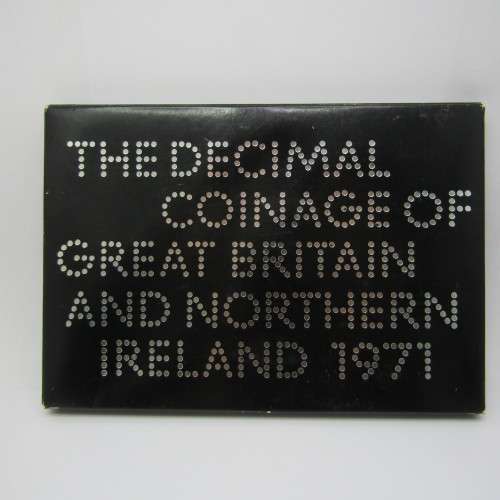 THE DECIMAL
COINAGE OF
GREAT BRITAIN
AND NORTHERN
IRELAND 1971